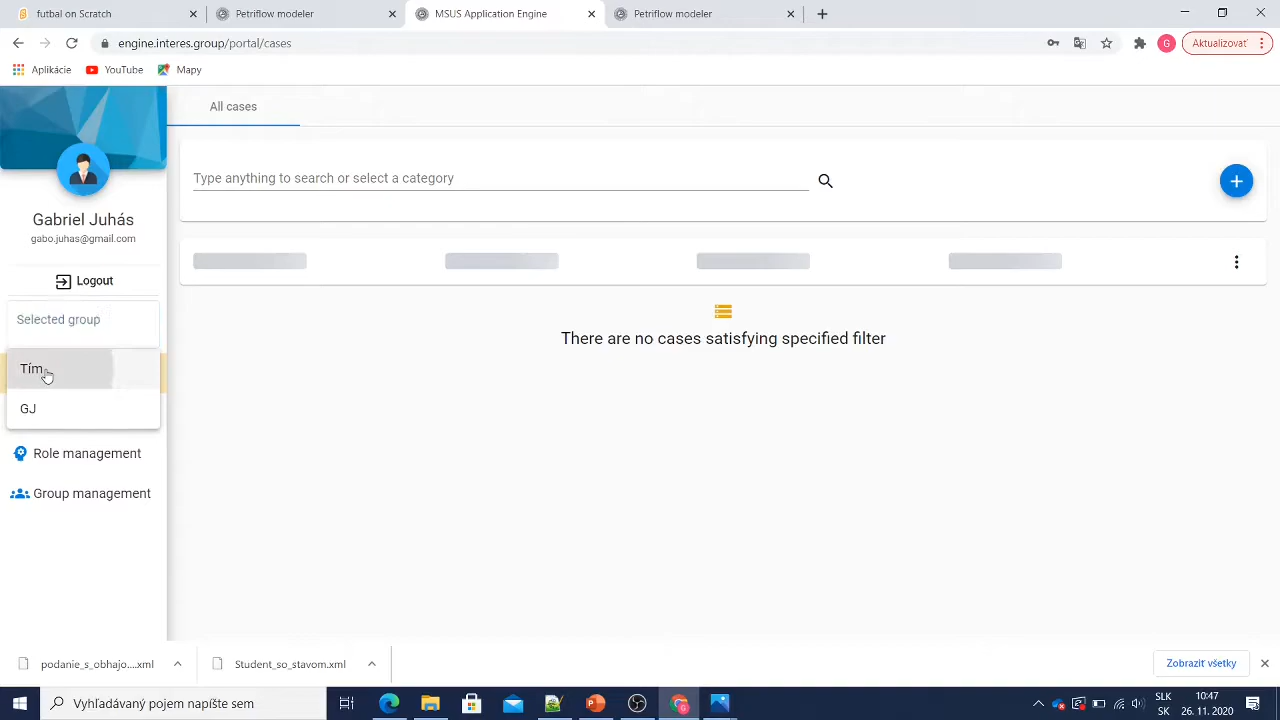 futbal on Scratch
Petriflow modeler
MSUS Application Engine
Petriflow modeler
engine.interes.group/portal/cases
Aktualizovať
Aplikácie
YouTube
Mapy
All cases
Type anything to search or select a category
Gabriel Juhás
gabo.juhas@gmail.com
Logout
Selected group
Tím
GJ
There are no cases satisfying specified filter
Role management
Group management
podanie_s_obhajo....xml
Student_so_stavom.xml
Zobraziť všetky
Vyhľadávaný pojem napíšte sem
SLK
SK
10:47
26. 11. 2020